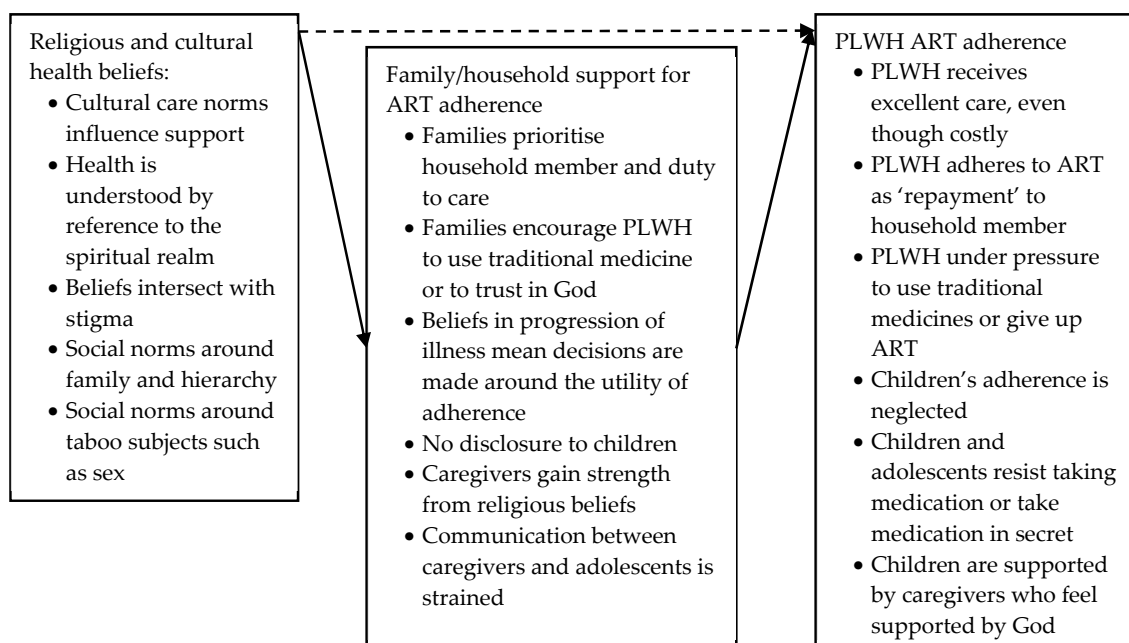 Religious and cultural
health beliefs:
• Cultural care norms
influence support
• Health is
understood by
reference to the
spiritual realm
• Beliefs intersect with
stigma
• Social norms around
family and hierarchy
• Social norms around
taboo subjects such
as sex
Family/household support for
ART adherence
• Families prioritise
household member and duty
to care
• Families encourage PLWH
to use traditional medicine
or to trust in God
• Beliefs in progression of
illness mean decisions are
made around the utility of
adherence
• No disclosure to children
• Caregivers gain strength
from religious beliefs
• Communication between
caregivers and adolescents is
strained
PLWH ART adherence
• PLWH receives
excellent care, even
though costly
• PLWH adheres to ART
as ‘repayment’ to
household member
• PLWH under pressure
to use traditional
medicines or give up
ART
• Children’s adherence is
neglected
• Children and
adolescents resist taking
medication or take
medication in secret
• Children are supported
by caregivers who feel
supported by God